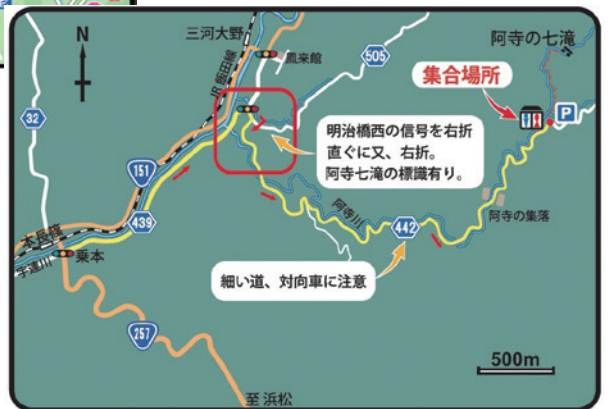 N
三河大野
阿寺の七滝
鳳来館
505
集合場所
JR 飯田線
P
32
明治橋西の信号を右折
直ぐに又、右折。
阿寺七滝の標識有り。
151
439
阿寺川
442
阿寺の集落
本長篠
宇連川
乗本
細い道、対向車に注意
257
500m
至 浜松